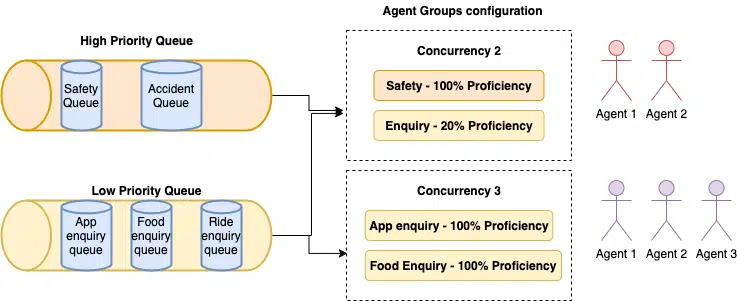 Agent Groups configuration
High Priority Queue
Safety
Queue
Accident
Queue
Concurrency 2
Safety - 100% Proficiency
Enquiry - 20% Proficiency
Agent 1
Agent 2
Low Priority Queue
App
enquiry
queue
Food
enquiry
queue
Ride
enquiry
queue
Concurrency 3
App enquiry - 100% Proficiency
Food Enquiry - 100% Proficiency
Agent 1
Agent 2
Agent 3